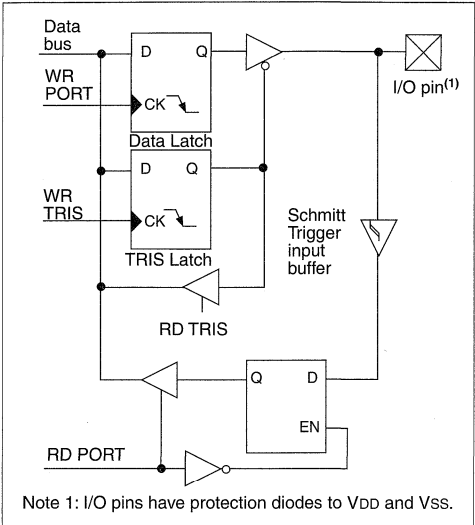 Data
bus
D
Q
WR
PORT
CK
I/O pin(1)
Data Latch
D
Q
WR
TRIS
CK
Schmitt
Trigger
input
buffer
TRIS Latch
RD TRIS
Q
D
EN
RD PORT
Note 1: I/O pins have protection diodes to VDD and VSS.